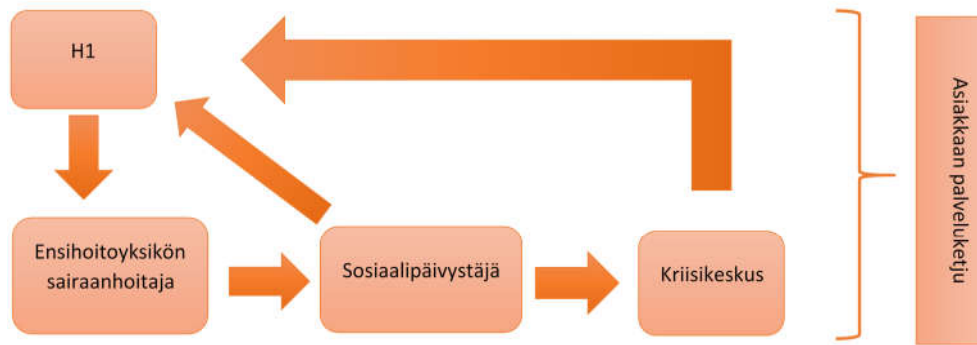 H1
Ensihoitoyksikön
sairaanhoitaja
Sosiaalipäivystäjä
Kriisikeskus
Asiakkaan palveluketju